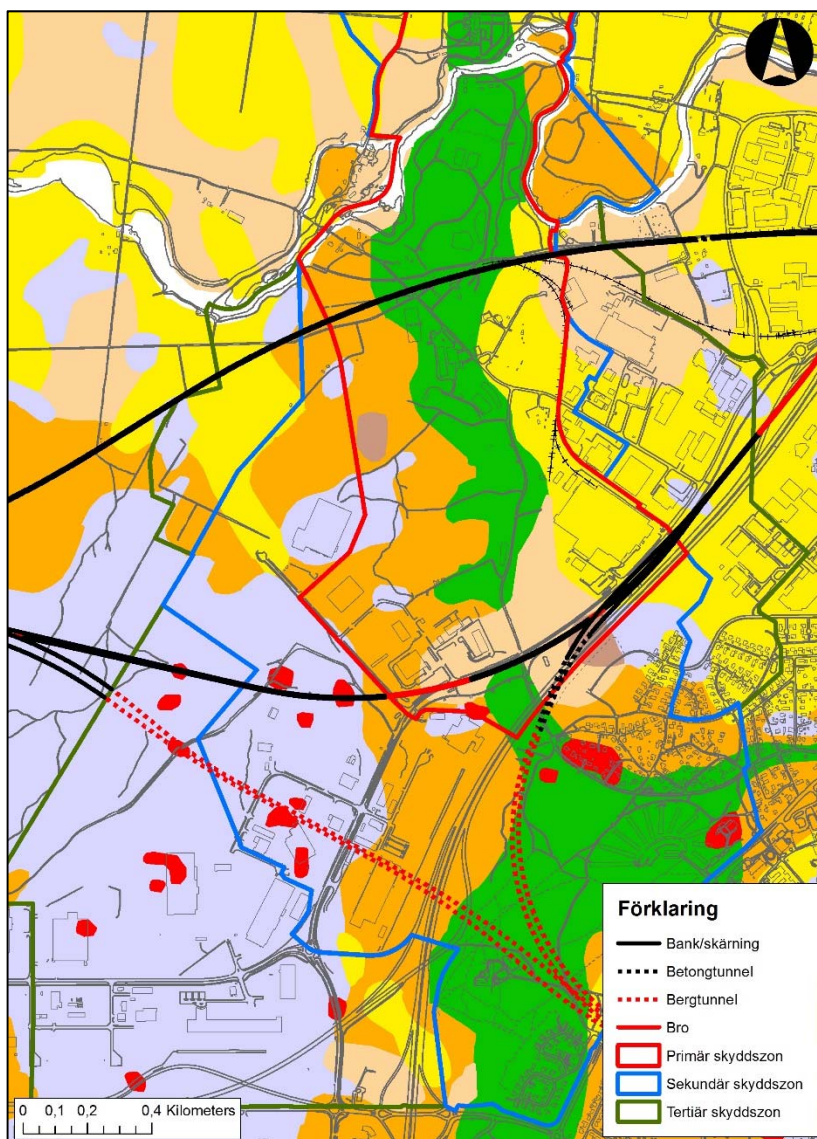 Förklaring
Bank/skärning
Betongtunnel
Bergtunnel
Bro
Primär skyddszon
Sekundär skyddszon
Tertiär skyddszon
0 0,1 0,2 0,4 Kilometers